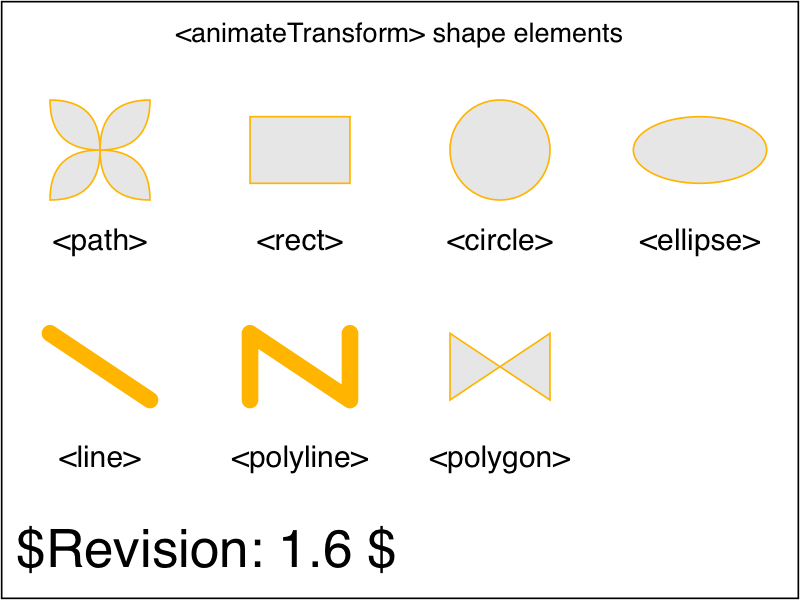 <animateTransform> shape elements
<path> <rect> <circle> <ellipse>
<line> <polyline> <polygon>
$Revision: 1.6 $